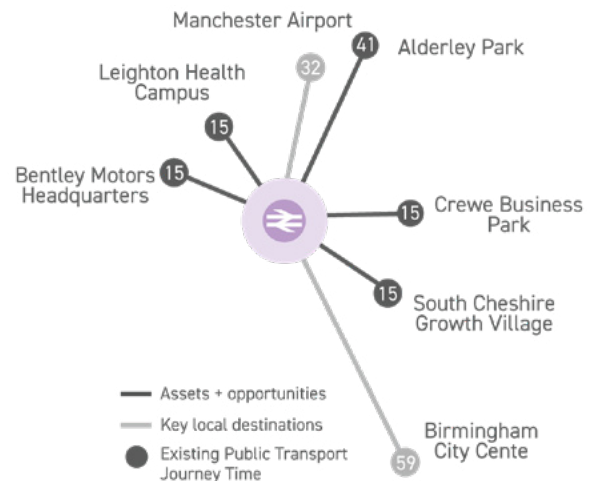 Manchester Airport
32
41
Alderley Park
Leighton Health
Campus
15
Bentley Motors
Headquarters
15
15
Crewe Business
Park
15
South Cheshire
Growth Village
Assets + opportunities
Key local destinations
Existing Public Transport
Journey Time
Birmingham
City Cente
59